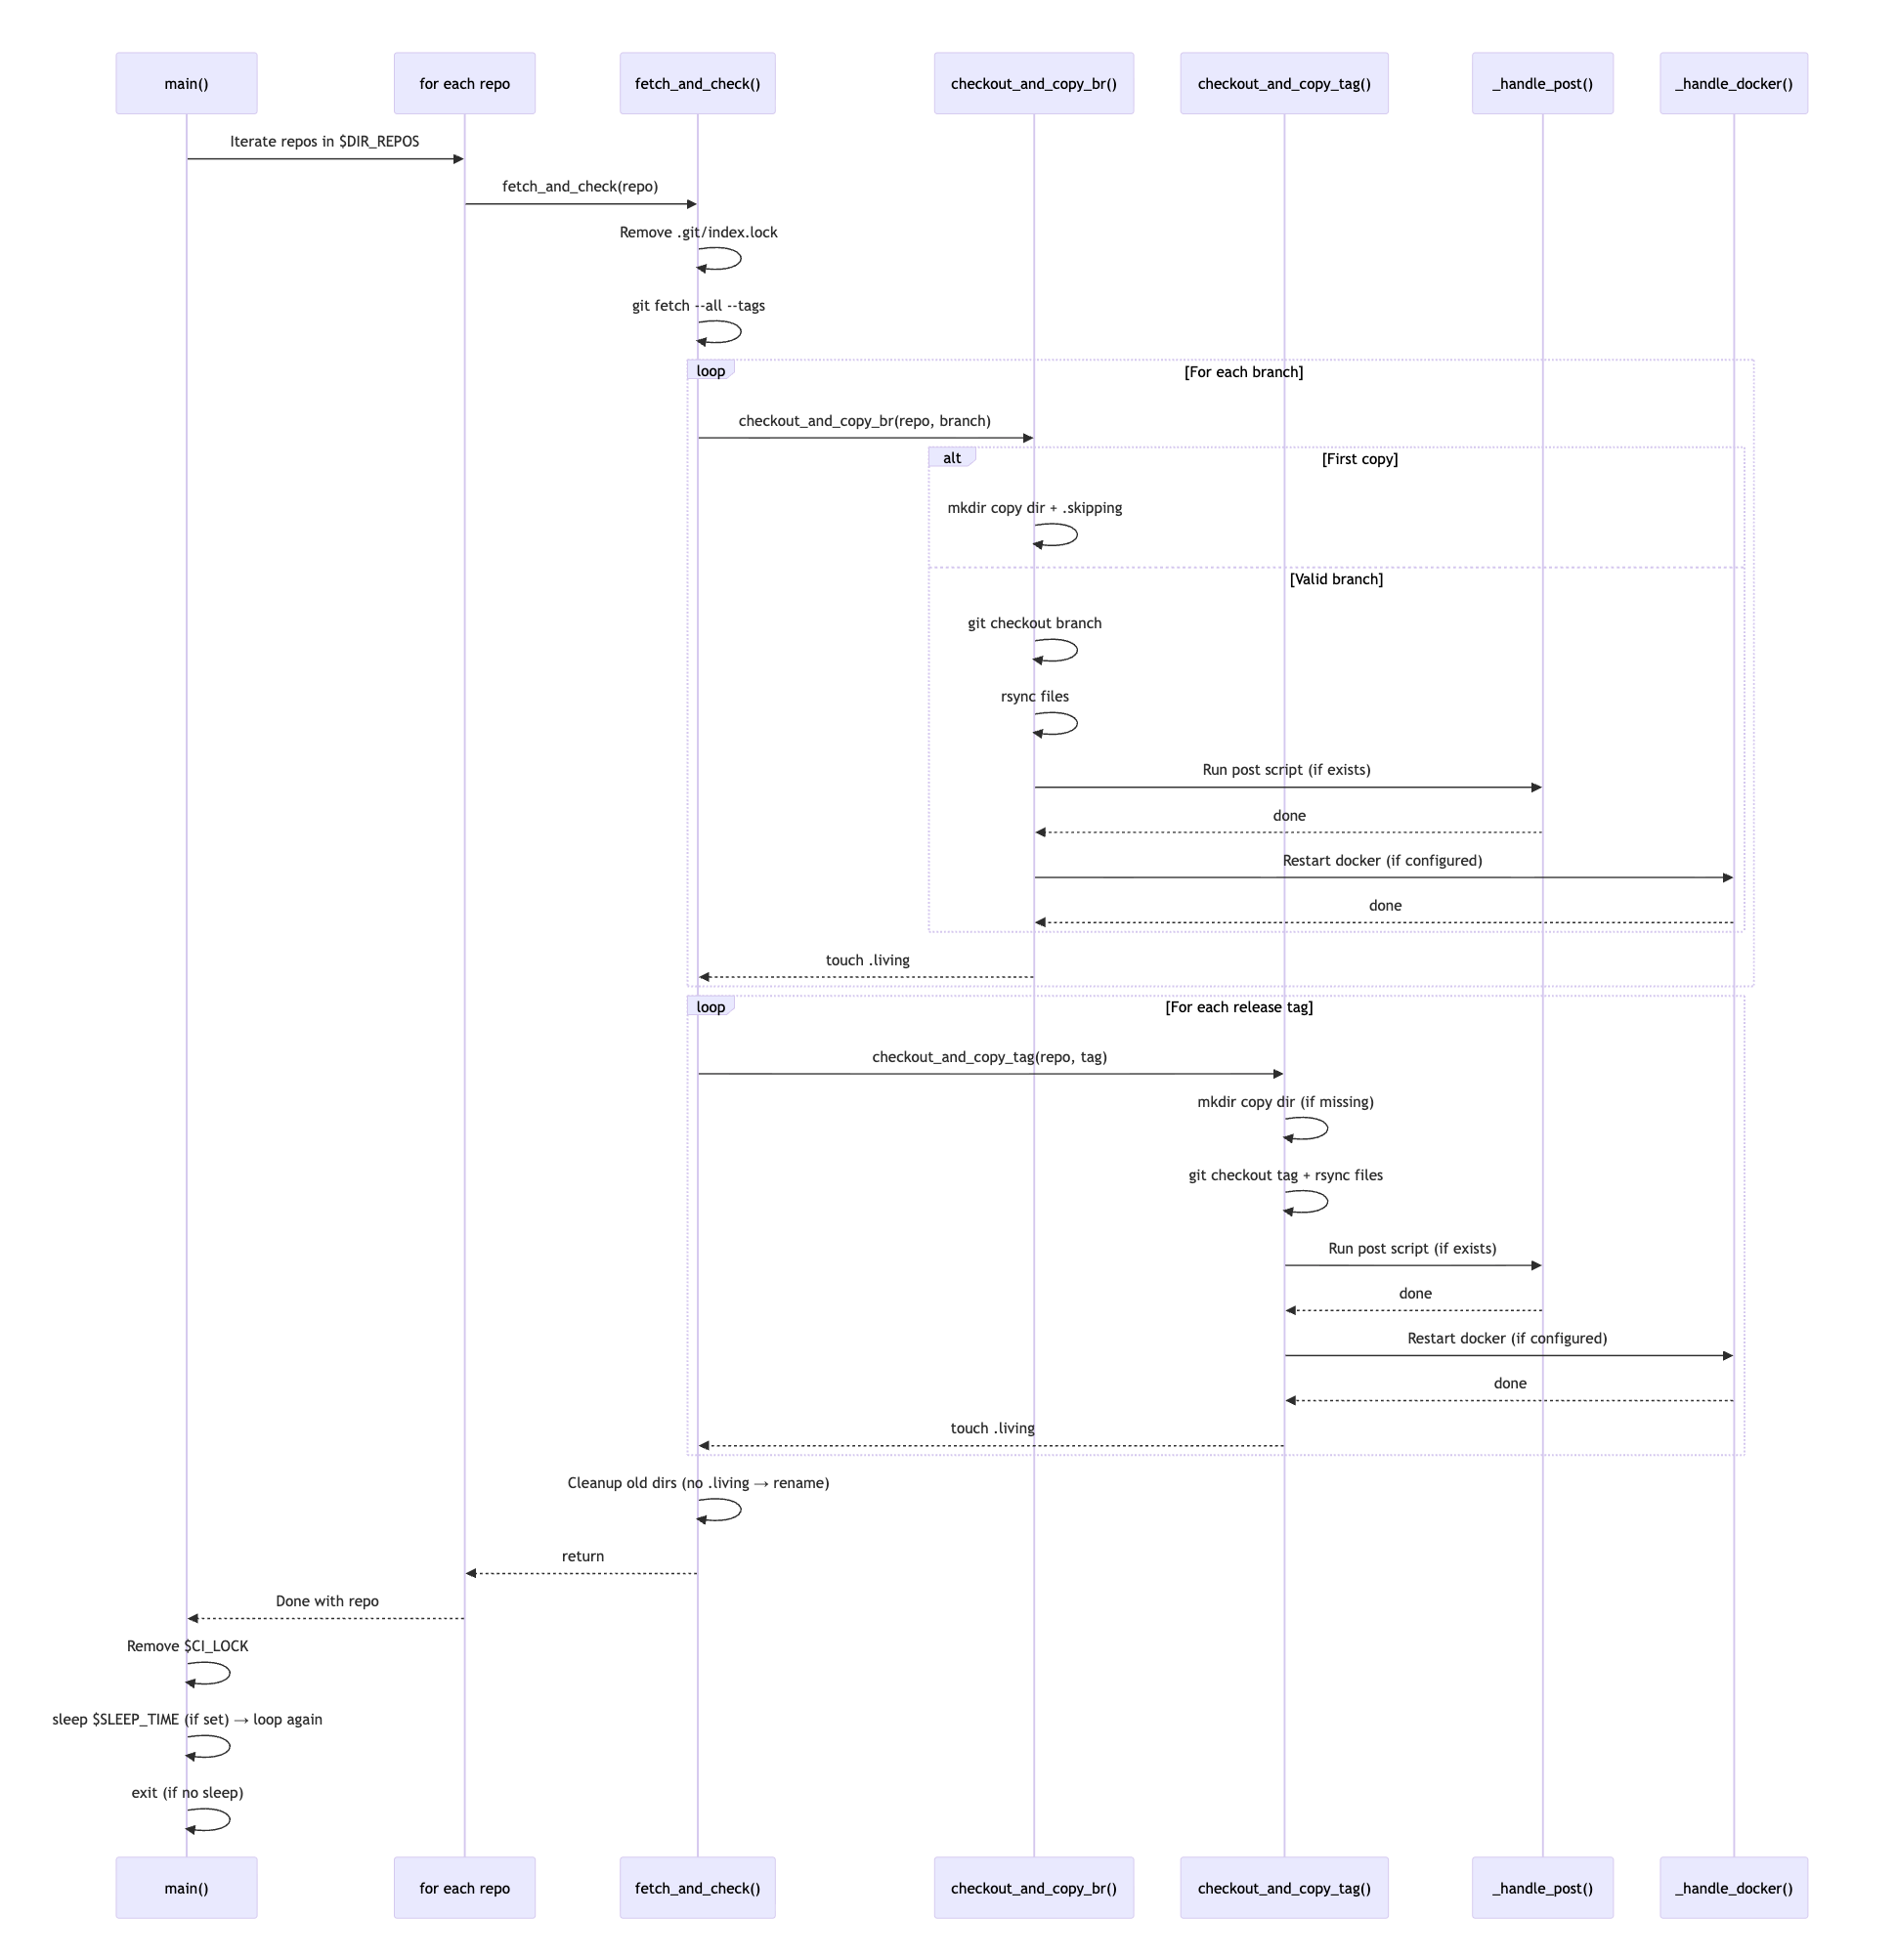 main()
for each repo
fetch_and_check()
checkout_and_copy_br()
checkout_and_copy_tag()
_handle_post()
_handle_docker()
Iterate repos in $DIR_REPOS
fetch_and_check(repo)
Remove .git/index.lock
git fetch --all --tags
loop
[For each branch]
checkout_and_copy_br(repo, branch)
alt
[First copy]
mkdir copy dir + .skipping
[Valid branch]
git checkout branch
rsync files
Run post script (if exists)
done
Restart docker (if configured)
done
touch .living
loop
[For each release tag]
checkout_and_copy_tag(repo, tag)
mkdir copy dir (if missing)
git checkout tag + rsync files
Run post script (if exists)
done
Restart docker (if configured)
done
touch .living
Cleanup old dirs (no .living → rename)
return
Done with repo
Remove $CI_LOCK
sleep $SLEEP_TIME (if set) → loop again
exit (if no sleep)
main()
for each repo
fetch_and_check()
checkout_and_copy_br()
checkout_and_copy_tag()
_handle_post()
_handle_docker()